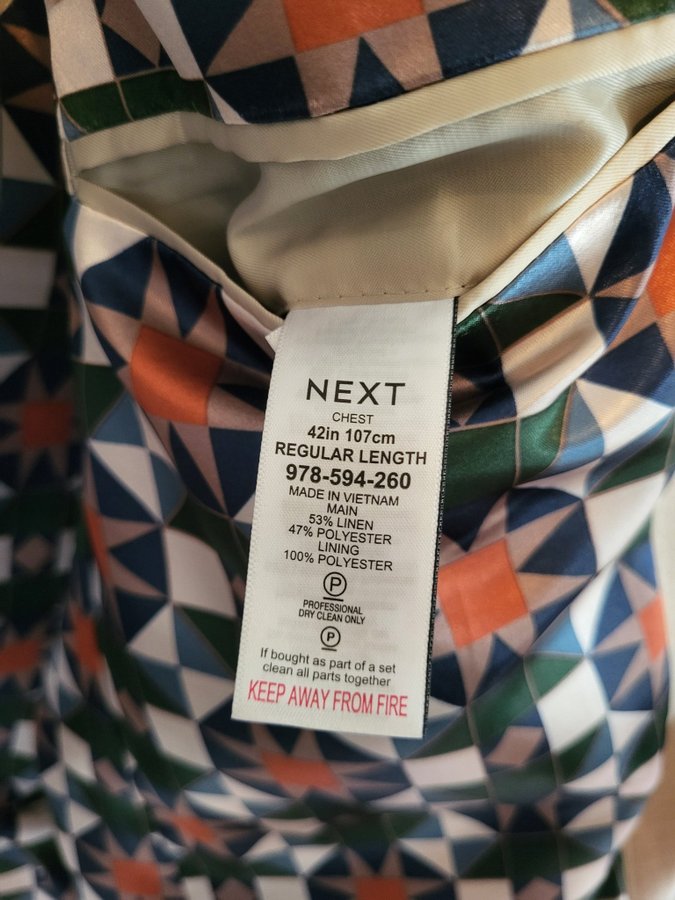 NEXT
CHEST
42in 107cm
REGULAR LENGTH
978-594-260
MADE IN VIETNAM
MAIN
53% LINEN
47% POLYESTER
LINING
100% POLYESTER
P
PROFESSIONAL
DRY CLEAN ONLY
P
If bought as part of a set
clean all parts together
KEEP AWAY FROM FIRE